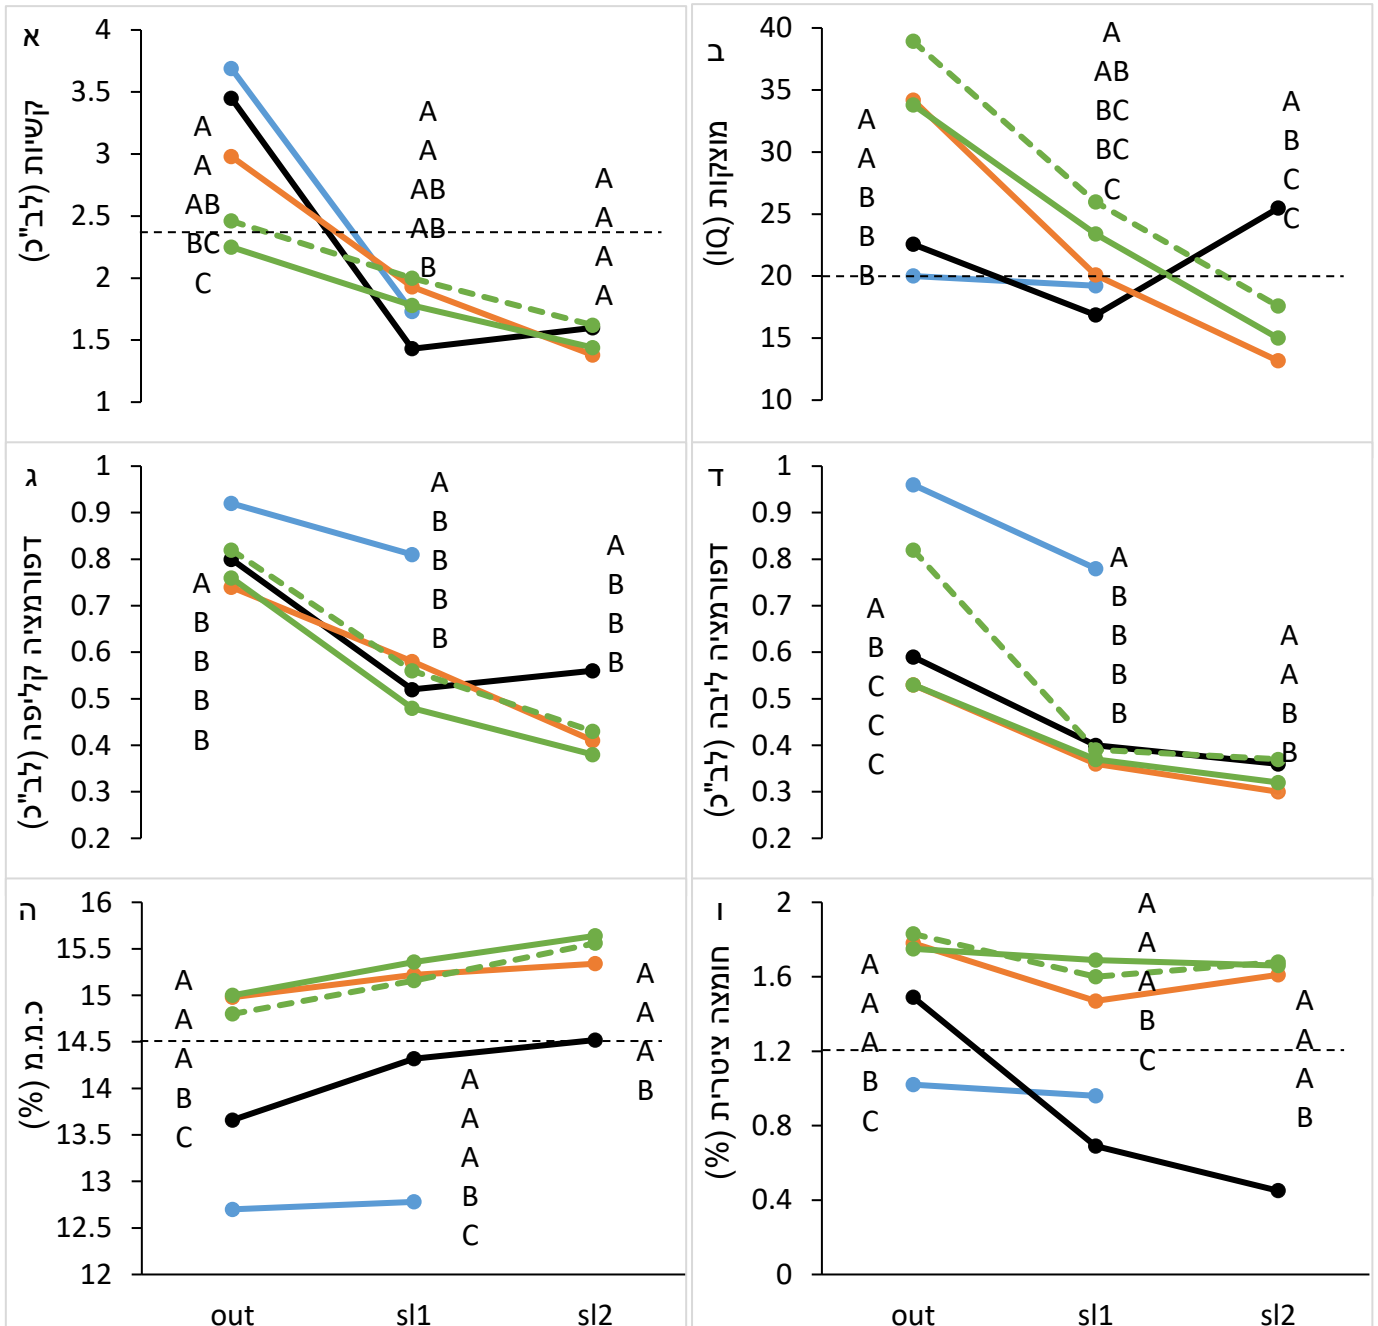 א
קשיות (לב"כ)
4
3.5
3
2.5
2
1.5
1
A
A
AB
BC
C
A
A
AB
AB
B
A
A
A
A
ב
מוצקות (IQ)
40
35
30
25
20
15
10
A
A
B
B
B
A
AB
BC
BC
C
A
B
C
C
ג
דפורמציה קליפה (לב"כ)
1
0.9
0.8
0.7
0.6
0.5
0.4
0.3
0.2
A
B
B
B
B
A
B
B
B
B
A
B
B
B
ד
דפורמציה ליבה (לב"כ)
1
0.9
0.8
0.7
0.6
0.5
0.4
0.3
0.2
A
B
C
C
C
A
B
B
B
B
A
A
B
B
ה
כ.מ.מ (%)
16
15.5
15
14.5
14
13.5
13
12.5
12
A
A
A
B
C
A
A
A
B
C
A
A
A
B
out sl1 sl2
ו
חומצה ציטרית (%)
2
1.6
1.2
0.8
0.4
0
A
A
A
B
C
A
A
A
B
C
A
A
A
B
out sl1 sl2